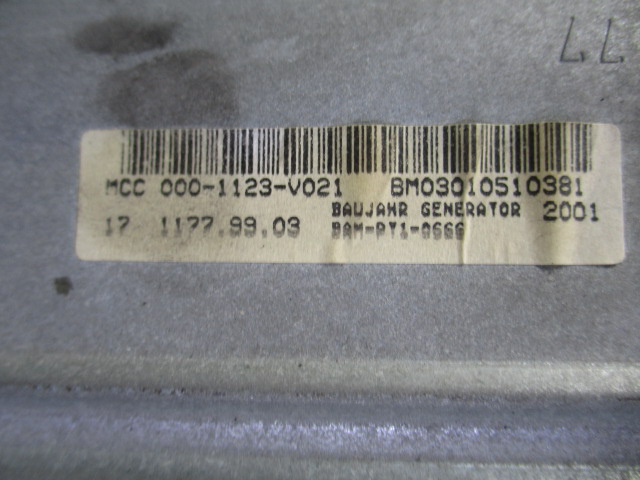 MCC 000-1123-V021 BM03010510381
BAUJAHR GENERATOR 2001
17 1177.99.03 BAM-PT1-0666